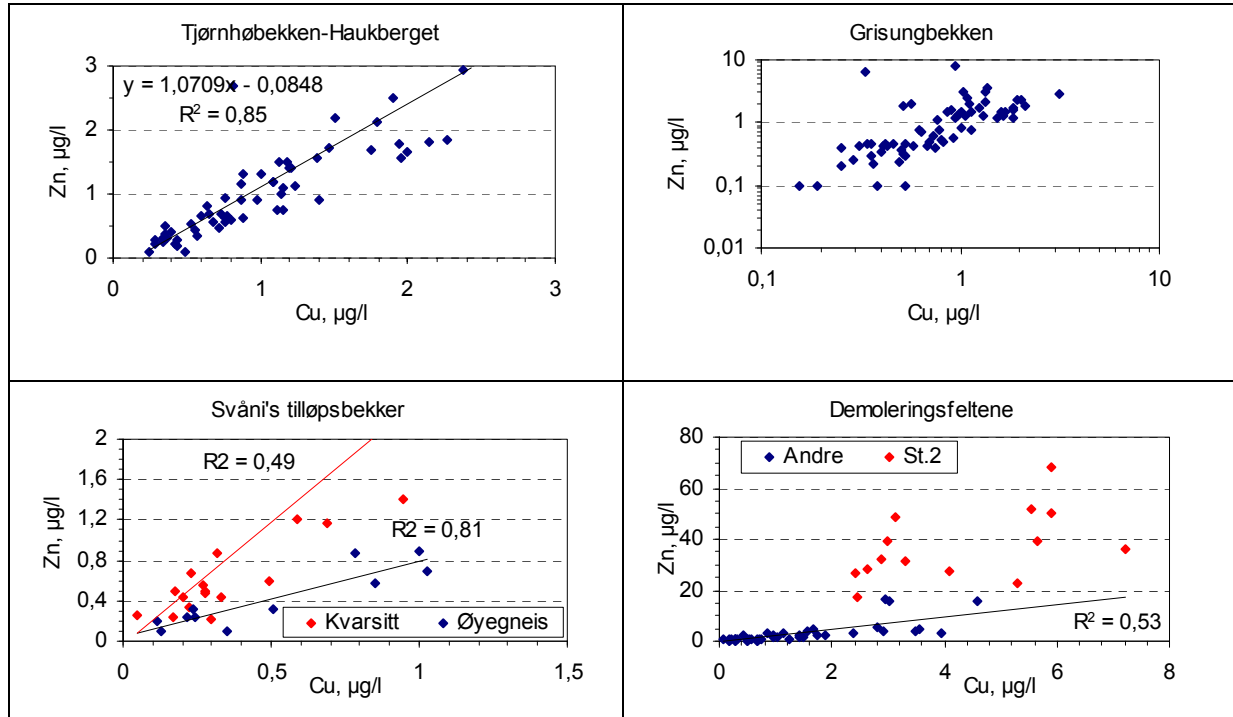 Tjørnhøbekken-Haukberget
3
2
1
0
Zn, µg/l
y = 1,0709x - 0,0848
R² = 0,85
0 1 2 3
Cu, µg/l
Grisungbekken
10
1
0,1
0,01
Zn, µg/l
0,1 1 10
Cu, µg/l
Svåni's tilløpsbekker
2
1,6
1,2
0,8
0,4
0
Zn, µg/l
R2 = 0,49
R2 = 0,81
Kvarsitt Øyegneis
0 0,5 1 1,5
Cu, µg/l
Demoleringsfeltene
80
60
40
20
0
Zn, µg/l
Andre St.2
R² = 0,53
0 2 4 6 8
Cu, µg/l